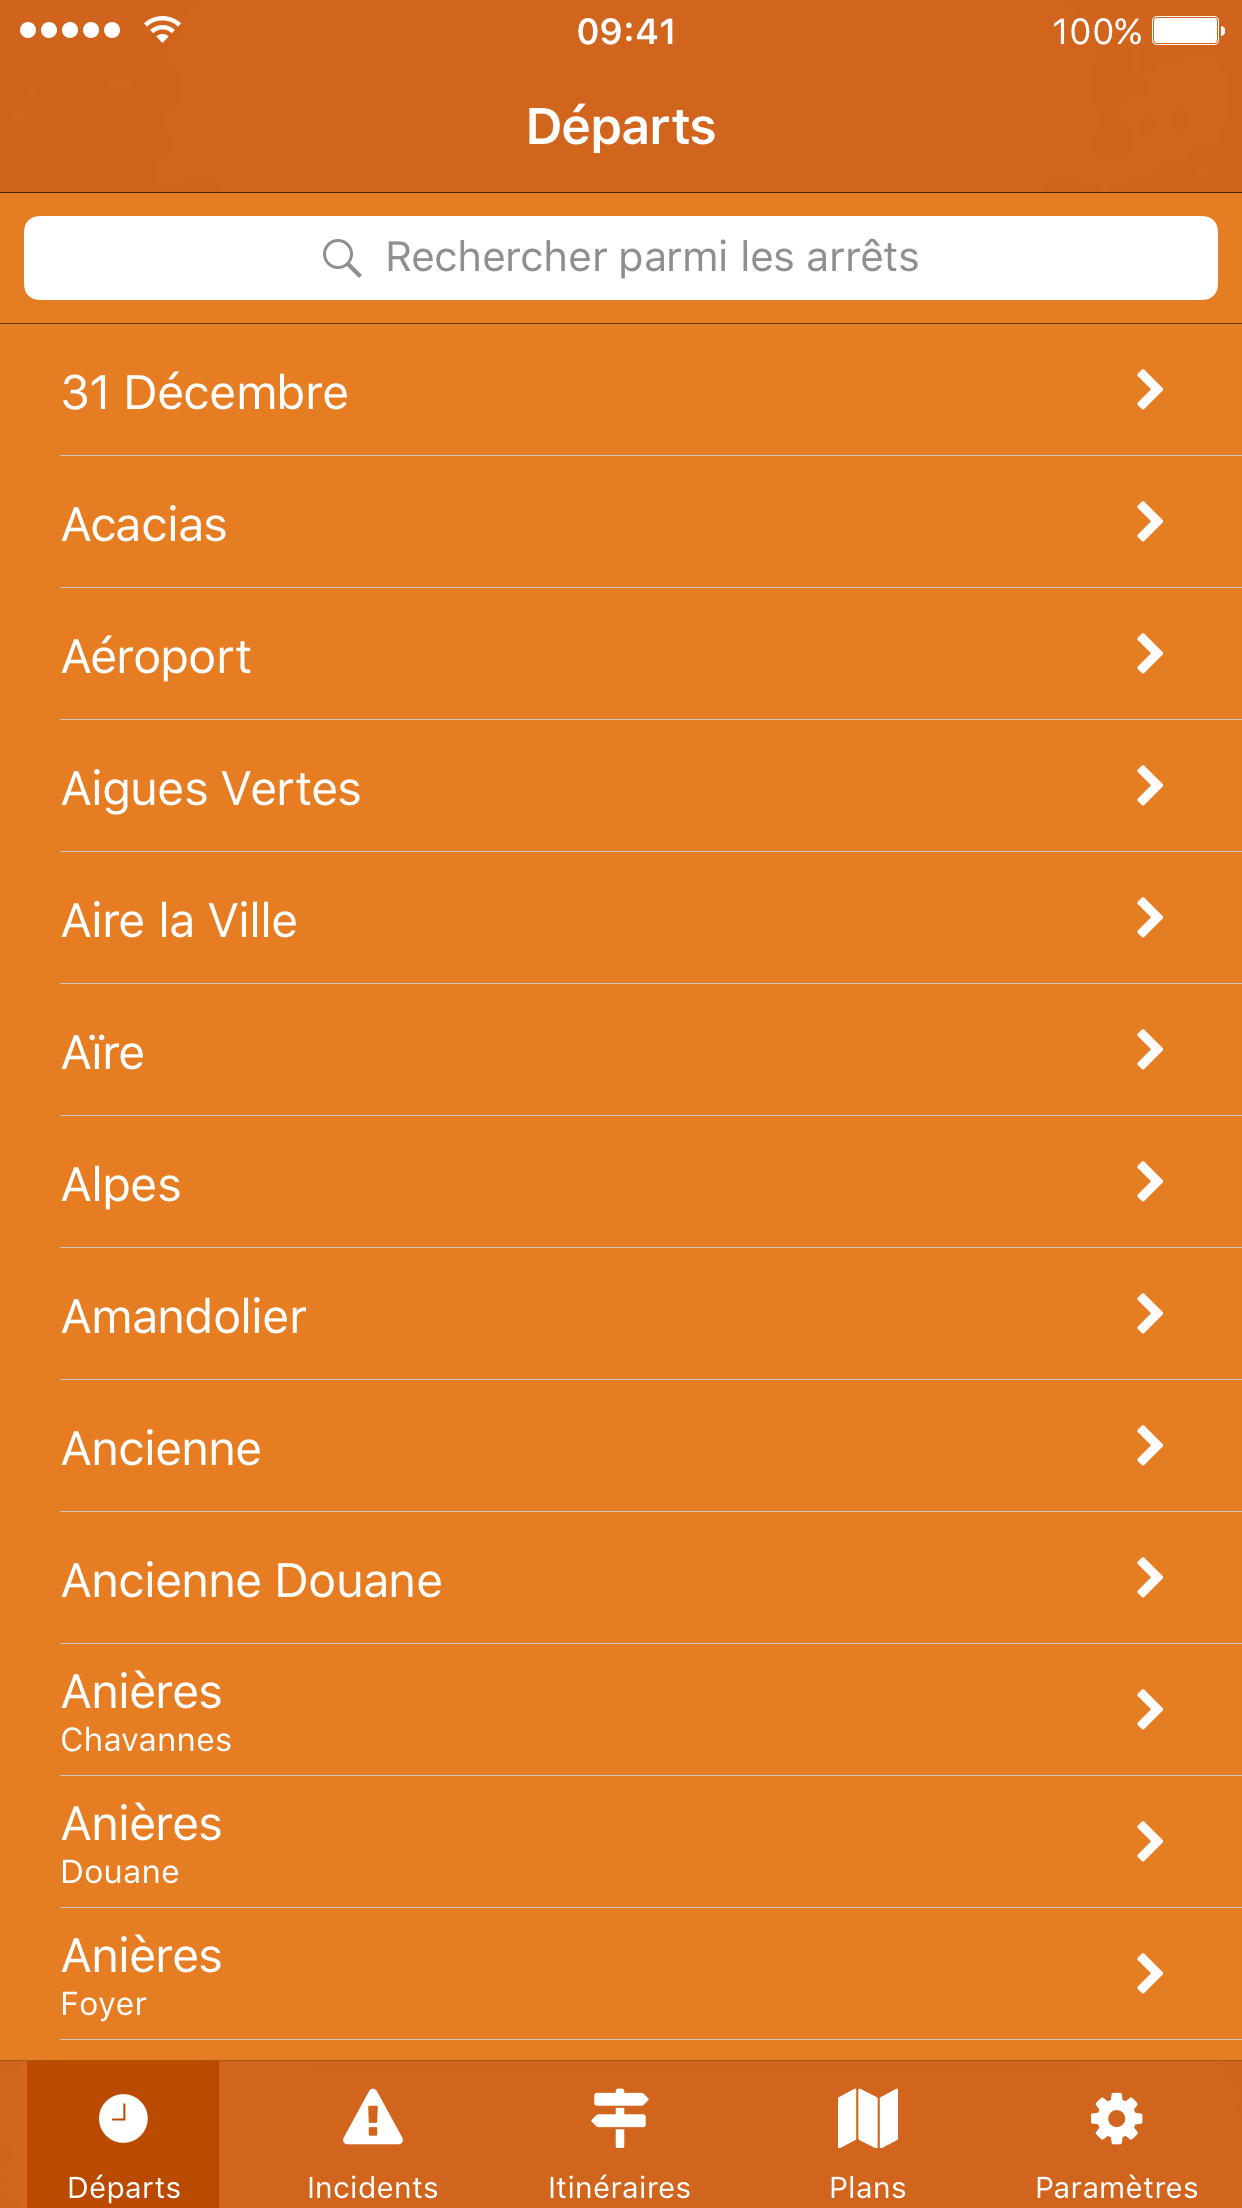 09:41
100%
Départs
Rechercher parmi les arrêts
31 Décembre
Acacias
Aéroport
Aigues Vertes
Aire la Ville
Aïre
Alpes
Amandolier
Ancienne
Ancienne Douane
Anières
Chavannes
Anières
Douane
Anières
Foyer
Départs
Incidents
Itinéraires
Plans
Paramètres